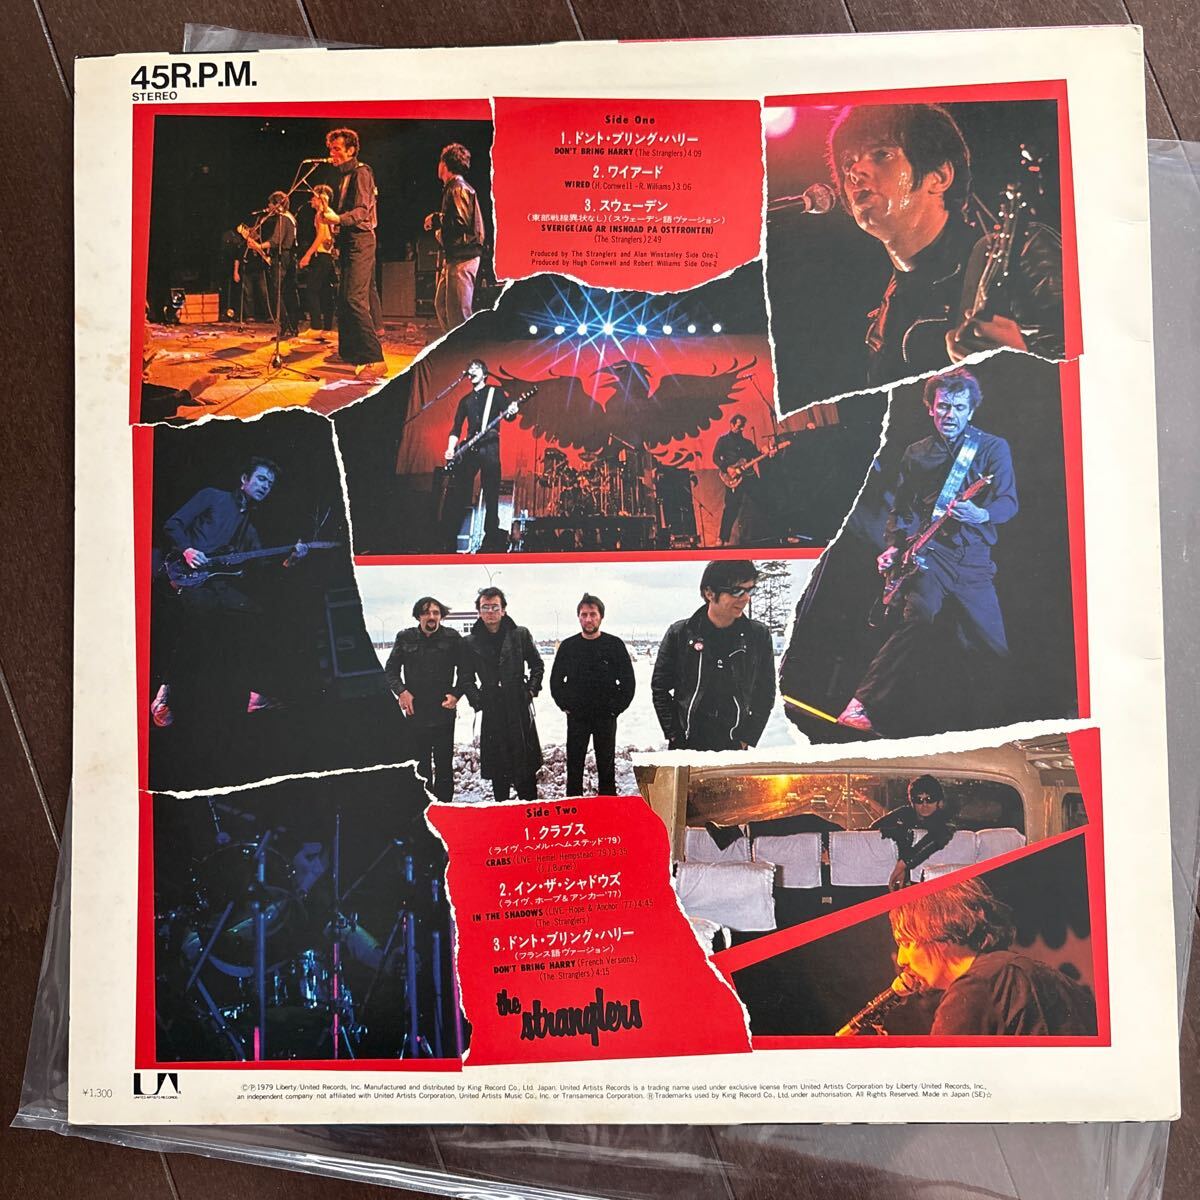 45R.P.M.
STEREO
Side One
1.ドント・ブリング・ハリー
DON'T BRING HARRY (The Stranglers) 4:09
2.ワイアード
WIRED (H. Cornwell - R. Williams) 3:06
3.スウェーデン
(東部戦線異状なし) (スウェーデン語ヴァージョン)
SVERIGE (JAG AR INSNOAD PA OSTFRONTEN)
(The Stranglers) 2:49
Produced by The Stranglers and Alan Winstanley Side One-1
Produced by Hugh Cornwell and Robert Williams Side One-2
Side Two
1.クラブス
(ライヴ、ヘメル・ヘムステッド'79)
CRABS (LIVE: Hemel Hempstead '79) 3:39
(J.J. Burnel)
2.イン・ザ・シャドウズ
(ライヴ、ホープ&アンカー'77)
IN THE SHADOWS (LIVE: Hope & Anchor '77) 4:45
(The Stranglers)
3.ドント・ブリング・ハリー
(フランス語ヴァージョン)
DON'T BRING HARRY (French Versions)
(The Stranglers) 4:15
the
stranglers
UA
UNITED ARTISTS RECORDS
¥1,300
©℗1979 Liberty/United Records, Inc. Manufactured and distributed by King Record Co., Ltd. Japan. United Artists Records is a trading name used under exclusive license from United Artists Corporation by Liberty/United Records, Inc.,
an independent company not affiliated with United Artists Corporation, United Artists Music Co., Inc. or Transamerica Corporation. ®Trademarks used by King Record Co., Ltd. under authorisation. All Rights Reserved. Made in Japan (SE)☆